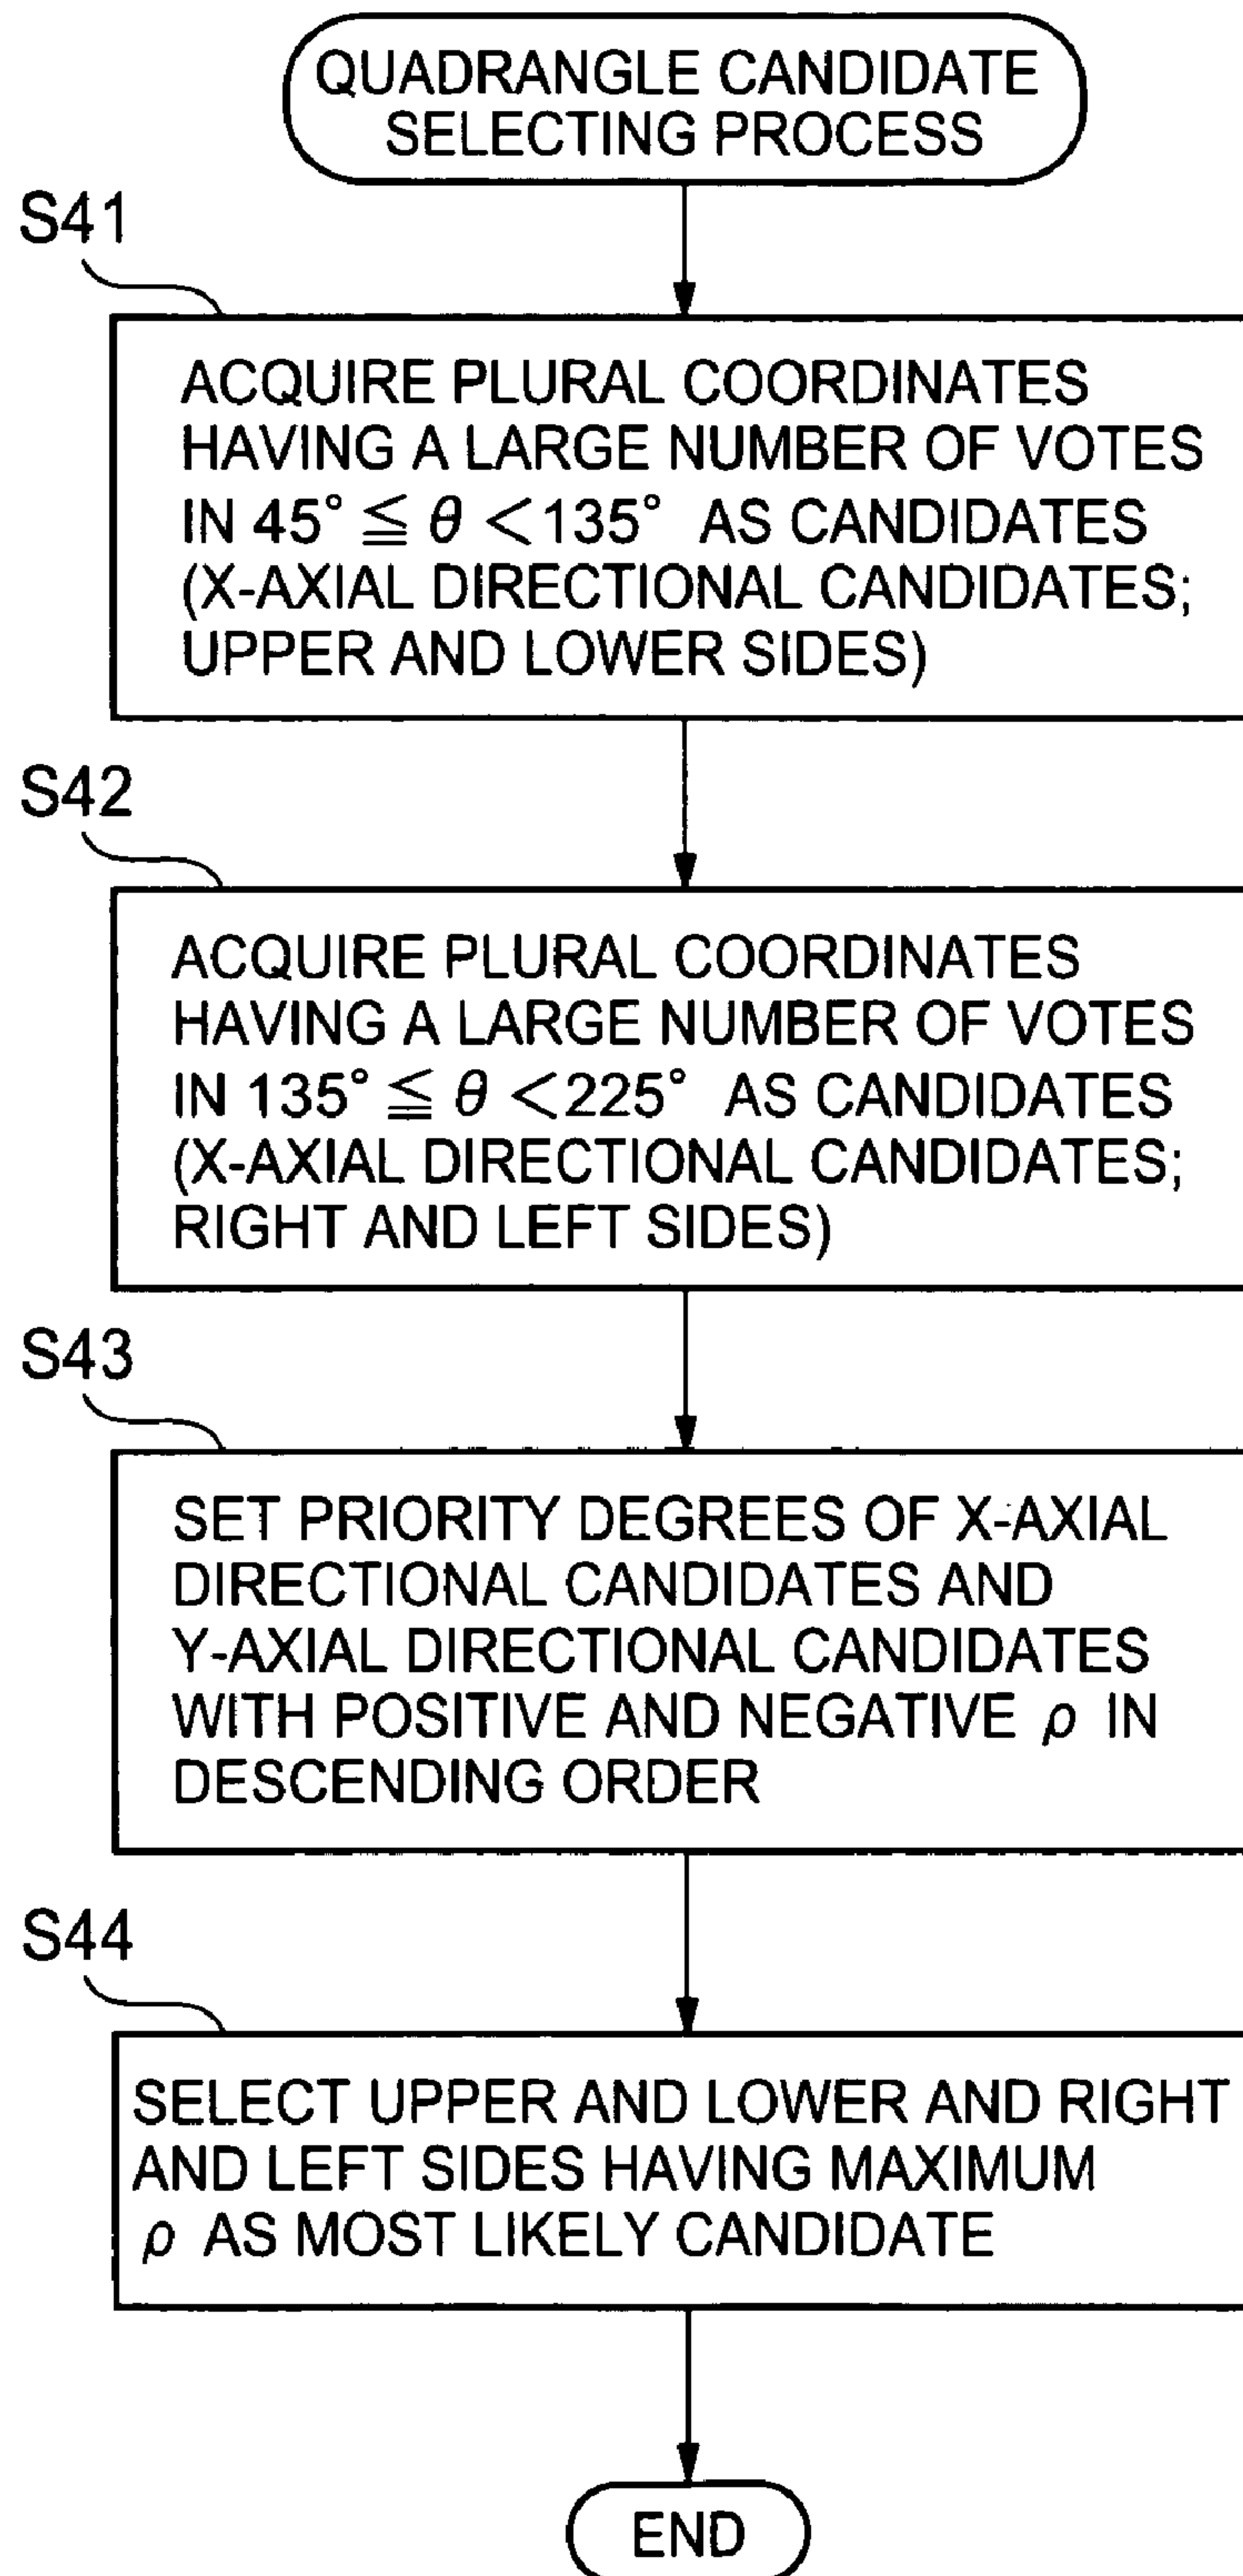 QUADRANGLE CANDIDATE
SELECTING PROCESS
S41
ACQUIRE PLURAL COORDINATES
HAVING A LARGE NUMBER OF VOTES
IN 45° ≦ θ <135° AS CANDIDATES
(X-AXIAL DIRECTIONAL CANDIDATES;
UPPER AND LOWER SIDES)
S42
ACQUIRE PLURAL COORDINATES
HAVING A LARGE NUMBER OF VOTES
IN 135° ≦ θ <225° AS CANDIDATES
(X-AXIAL DIRECTIONAL CANDIDATES;
RIGHT AND LEFT SIDES)
S43
SET PRIORITY DEGREES OF X-AXIAL
DIRECTIONAL CANDIDATES AND
Y-AXIAL DIRECTIONAL CANDIDATES
WITH POSITIVE AND NEGATIVE ρ IN
DESCENDING ORDER
S44
SELECT UPPER AND LOWER AND RIGHT
AND LEFT SIDES HAVING MAXIMUM
ρ AS MOST LIKELY CANDIDATE
END